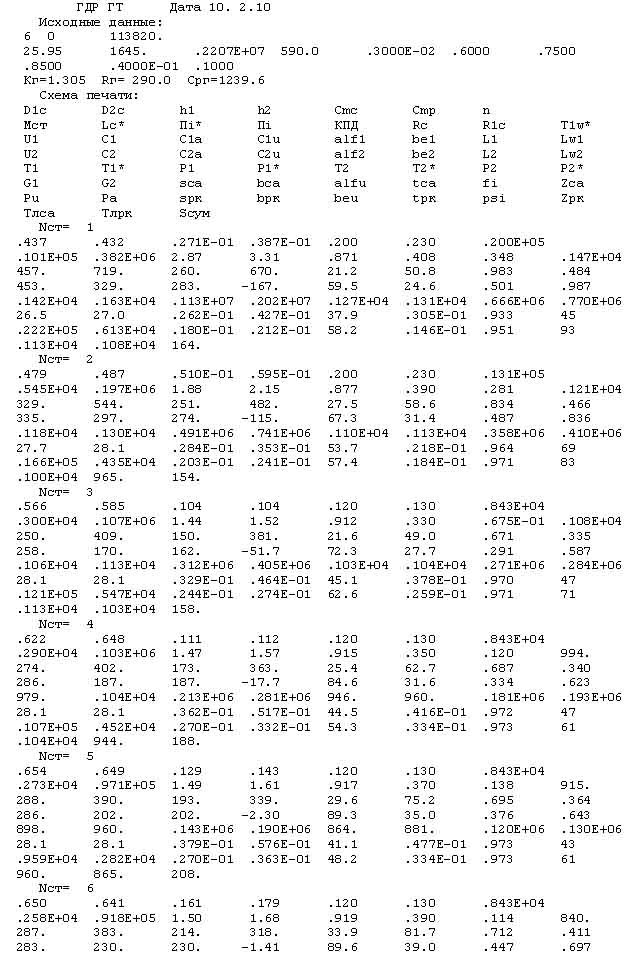 ГДР ГТ Дата 10. 2.10
Исходные данные:
6 0 113820.
25.95 1645. .2207E+07 590.0 .3000E-02 .6000 .7500
.8500 .4000E-01 .1000
Kг=1.305 Rг= 290.0 Cpг=1239.6
Схема печати:
D1c D2c h1 h2 Cmc Cmp n
Mcт Lc* Пi* Пi КПД Rc R1c T1w*
U1 C1 C1a C1u alf1 be1 L1 Lw1
U2 C2 C2a C2u alf2 be2 L2 Lw2
T1 T1* P1 P1* T2 T2* P2 P2*
G1 G2 sca bca alfu tca fi Zca
Pu Pa spк bpк beu tpк psi Zpк
Tлca Tлpк Sсум
Nст= 1
.437 .432 .271E-01 .387E-01 .200 .230 .200E+05
.101E+05 .382E+06 2.87 3.31 .871 .408 .348 .147E+04
457. 719. 260. 670. 21.2 50.8 .983 .484
453. 329. 283. -167. 59.5 24.6 .501 .987
.142E+04 .163E+04 .113E+07 .202E+07 .127E+04 .131E+04 .666E+06 .770E+06
26.5 27.0 .262E-01 .427E-01 37.9 .305E-01 .933 45
.222E+05 .613E+04 .180E-01 .212E-01 58.2 .146E-01 .951 93
.113E+04 .108E+04 164.
Nст= 2
.479 .487 .510E-01 .595E-01 .200 .230 .131E+05
.545E+04 .197E+06 1.88 2.15 .877 .390 .281 .121E+04
329. 544. 251. 482. 27.5 58.6 .834 .466
335. 297. 274. -115. 67.3 31.4 .487 .836
.118E+04 .130E+04 .491E+06 .741E+06 .110E+04 .113E+04 .358E+06 .410E+06
27.7 28.1 .284E-01 .353E-01 53.7 .218E-01 .964 69
.166E+05 .435E+04 .203E-01 .241E-01 57.4 .184E-01 .971 83
.100E+04 965. 154.
Nст= 3
.566 .585 .104 .104 .120 .130 .843E+04
.300E+04 .107E+06 1.44 1.52 .912 .330 .675E-01 .108E+04
250. 409. 150. 381. 21.6 49.0 .671 .335
258. 170. 162. -51.7 72.3 27.7 .291 .587
.106E+04 .113E+04 .312E+06 .405E+06 .103E+04 .104E+04 .271E+06 .284E+06
28.1 28.1 .329E-01 .464E-01 45.1 .378E-01 .970 47
.121E+05 .547E+04 .244E-01 .274E-01 62.6 .259E-01 .971 71
.113E+04 .103E+04 158.
Nст= 4
.622 .648 .111 .112 .120 .130 .843E+04
.290E+04 .103E+06 1.47 1.57 .915 .350 .120 994.
274. 402. 173. 363. 25.4 62.7 .687 .340
286. 187. 187. -17.7 84.6 31.6 .334 .623
979. .104E+04 .213E+06 .281E+06 946. 960. .181E+06 .193E+06
28.1 28.1 .362E-01 .517E-01 44.5 .416E-01 .972 47
.107E+05 .452E+04 .270E-01 .332E-01 54.3 .334E-01 .973 61
.104E+04 944. 188.
Nст= 5
.654 .649 .129 .143 .120 .130 .843E+04
.273E+04 .971E+05 1.49 1.61 .917 .370 .138 915.
288. 390. 193. 339. 29.6 75.2 .695 .364
286. 202. 202. -2.30 89.3 35.0 .376 .643
898. 960. .143E+06 .190E+06 864. 881. .120E+06 .130E+06
28.1 28.1 .379E-01 .576E-01 41.1 .477E-01 .973 43
.959E+04 .282E+04 .270E-01 .363E-01 48.2 .334E-01 .973 61
960. 865. 208.
Nст= 6
.650 .641 .161 .179 .120 .130 .843E+04
.258E+04 .918E+05 1.50 1.68 .919 .390 .114 840.
287. 383. 214. 318. 33.9 81.7 .712 .411
283. 230. 230. -1.41 89.6 39.0 .447 .697